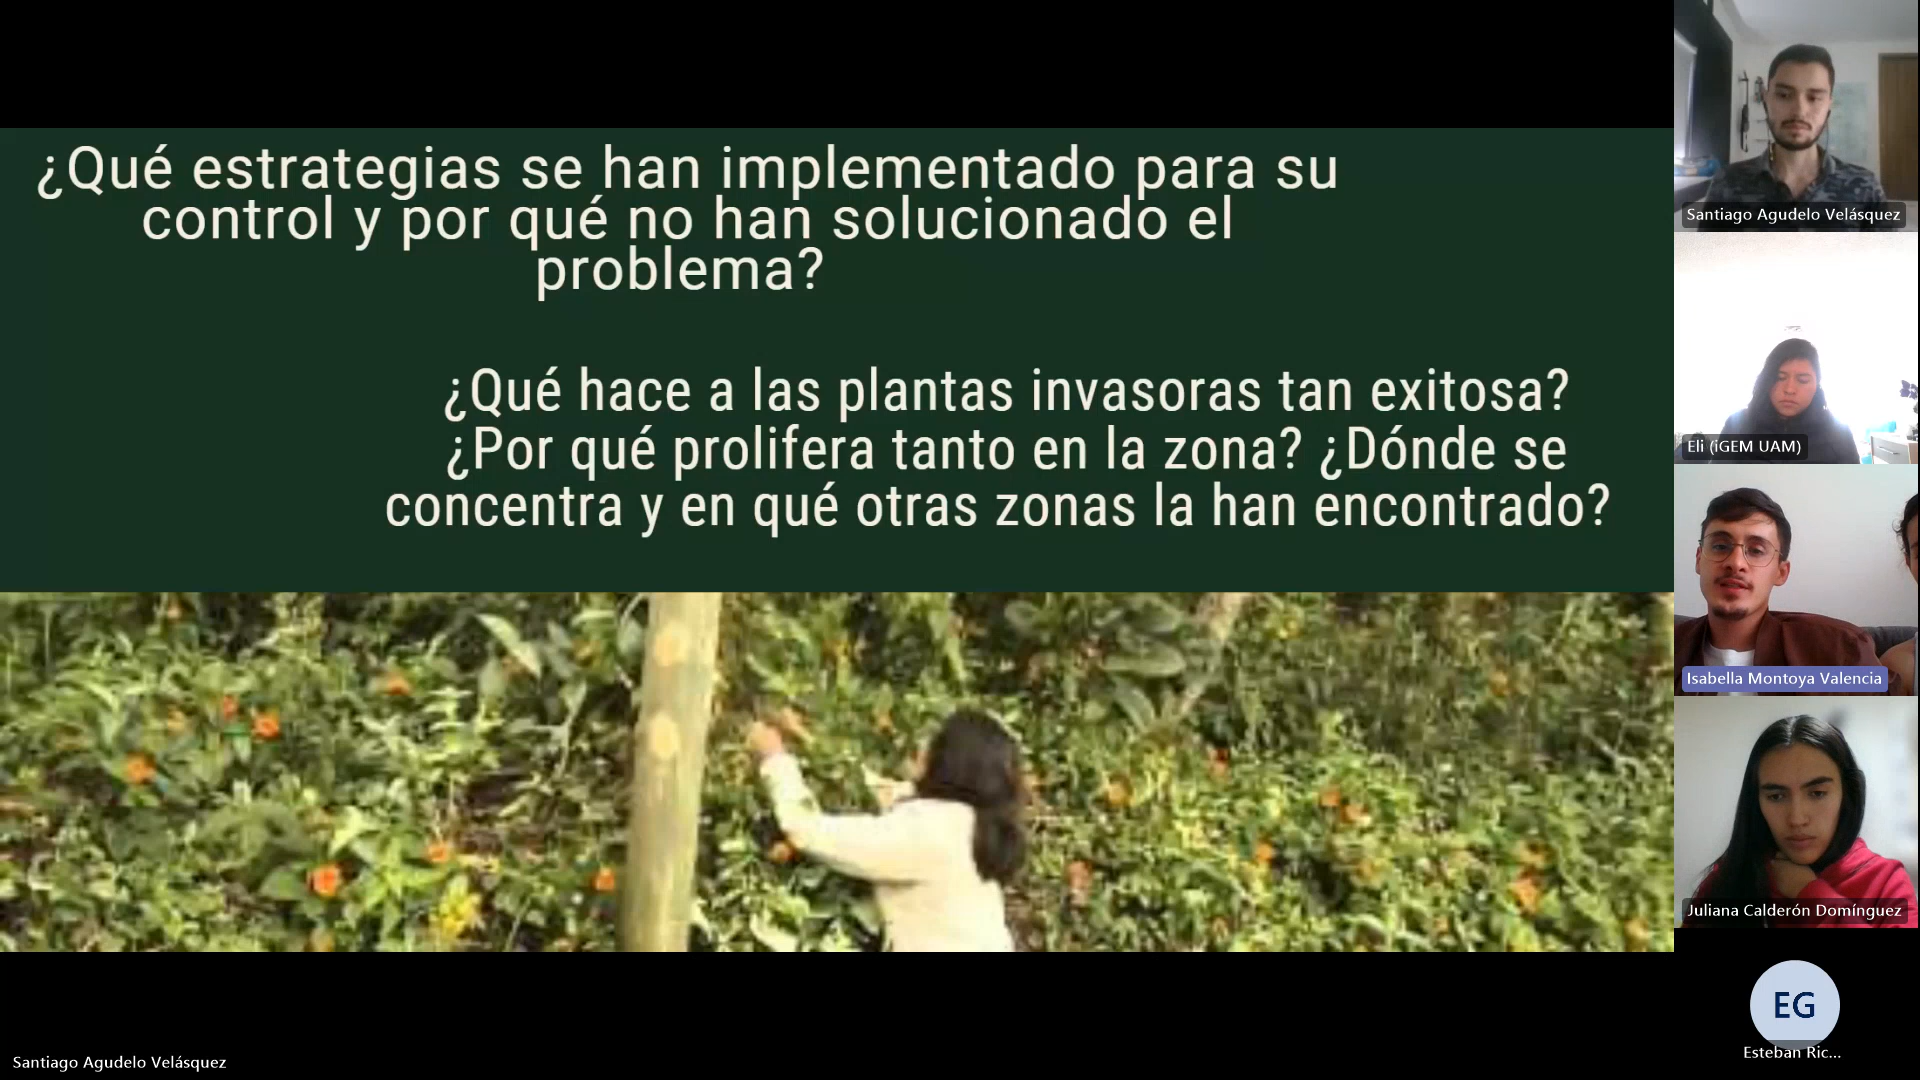 ¿Qué estrategias se han implementado para su
control y por qué no han solucionado el
problema?
¿Qué hace a las plantas invasoras tan exitosa?
¿Por qué prolifera tanto en la zona? ¿Dónde se
concentra y en qué otras zonas la han encontrado?
Santiago Agudelo Velásquez
Eli (iGEM UAM)
Isabella Montoya Valencia
Juliana Calderón Domínguez
EG
Esteban Ric...
Santiago Agudelo Velásquez